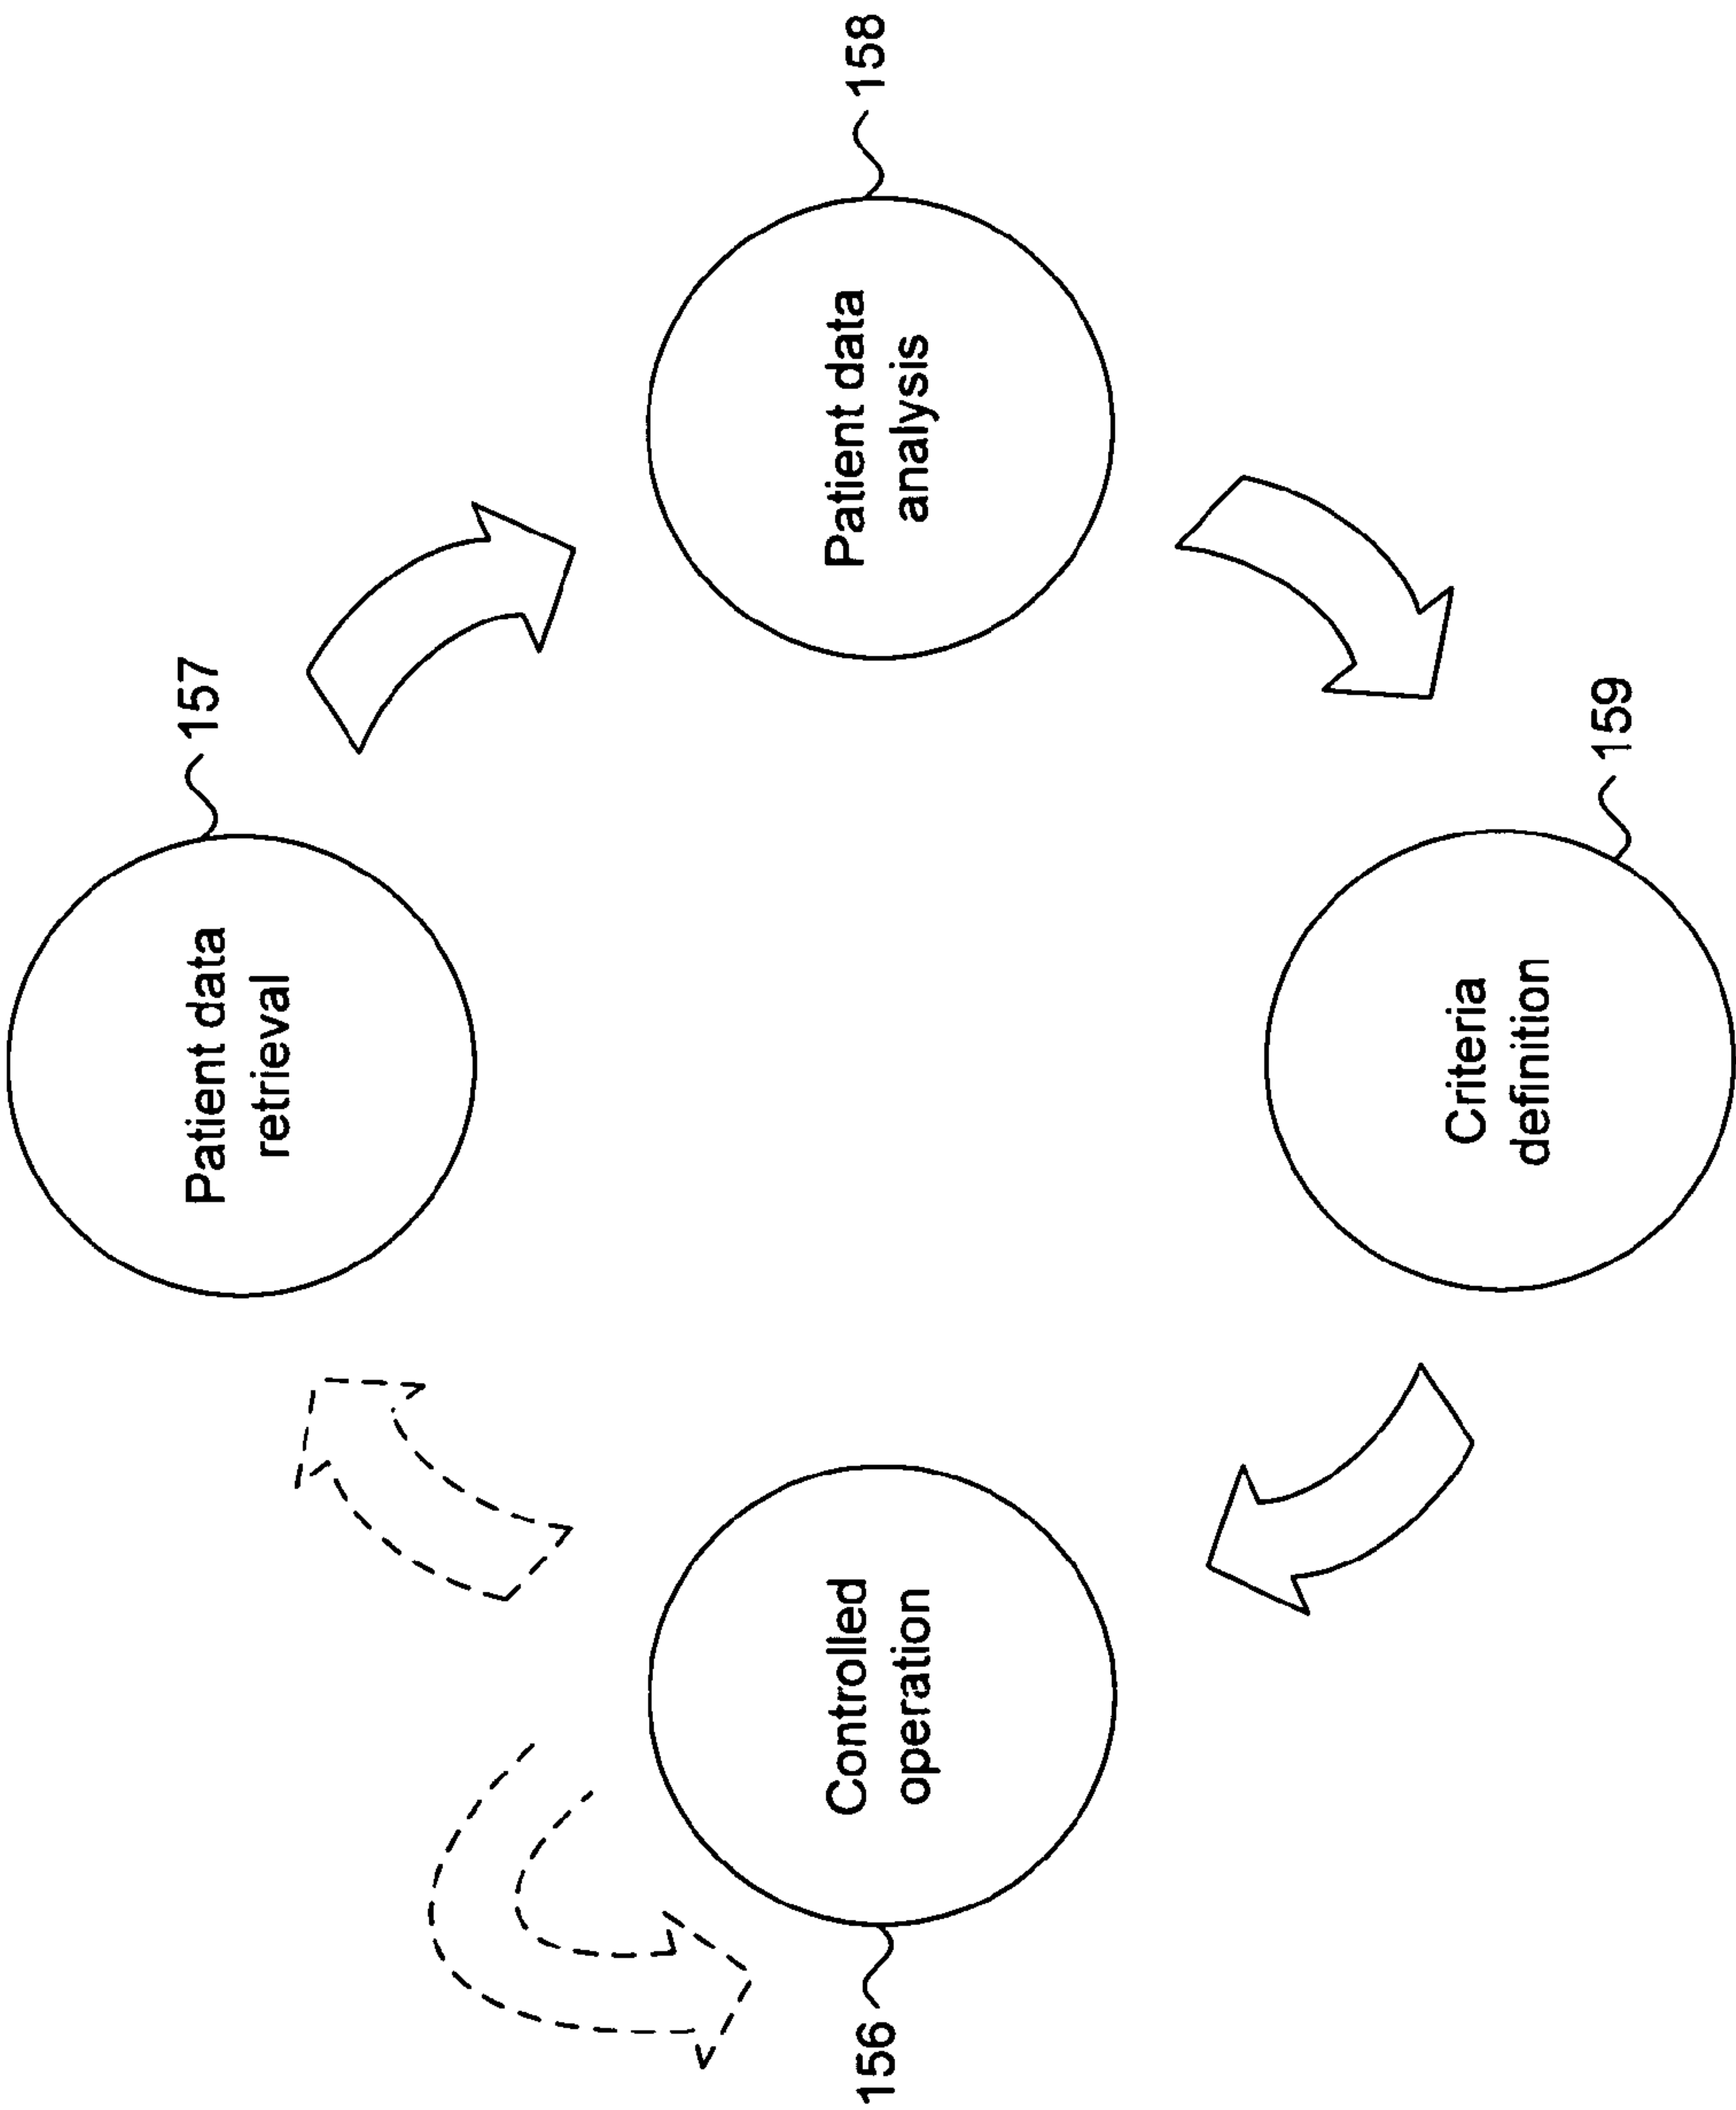 157
Patient data
retrieval
158
Patient data
analysis
159
Criteria
definition
156
Controlled
operation